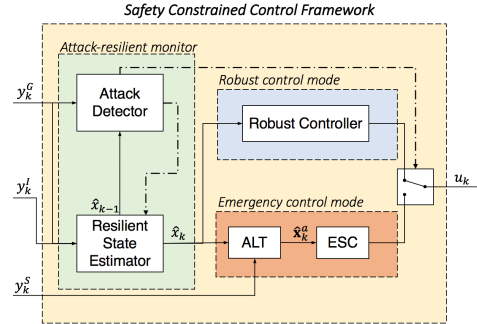 Safety Constrained Control Framework
Attack-resilient monitor
Robust control mode
y_k^G
Attack
Detector
Robust Controller
u_k
y_k^I
x̂_{k-1}
Emergency control mode
Resilient
State
Estimator
x̂_k
ALT
x̂_k^a
ESC
y_k^S